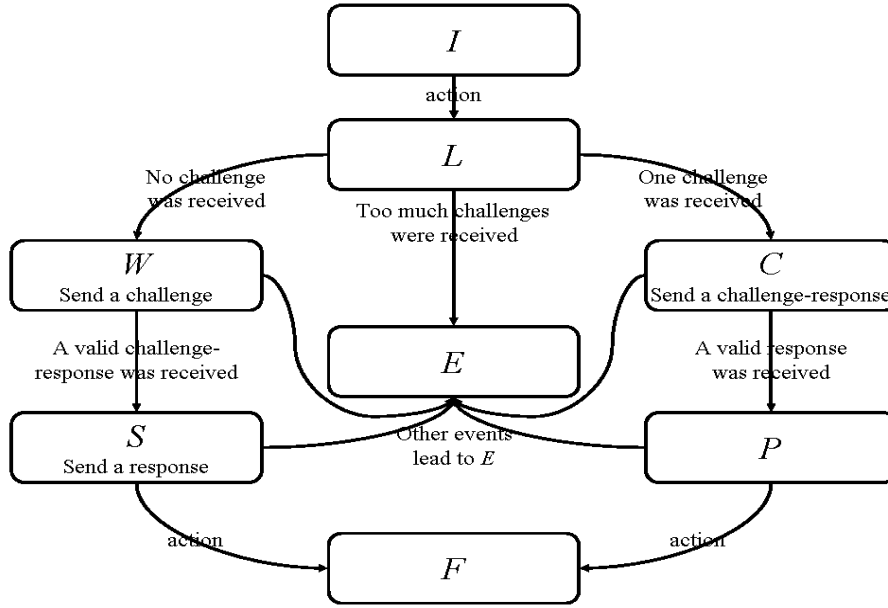 I
action
L
No challenge
was received
Too much challenges
were received
One challenge
was received
W
Send a challenge
C
Send a challenge-response
E
A valid challenge-
response was received
A valid response
was received
S
Send a response
Other events
lead to E
P
action
action
F